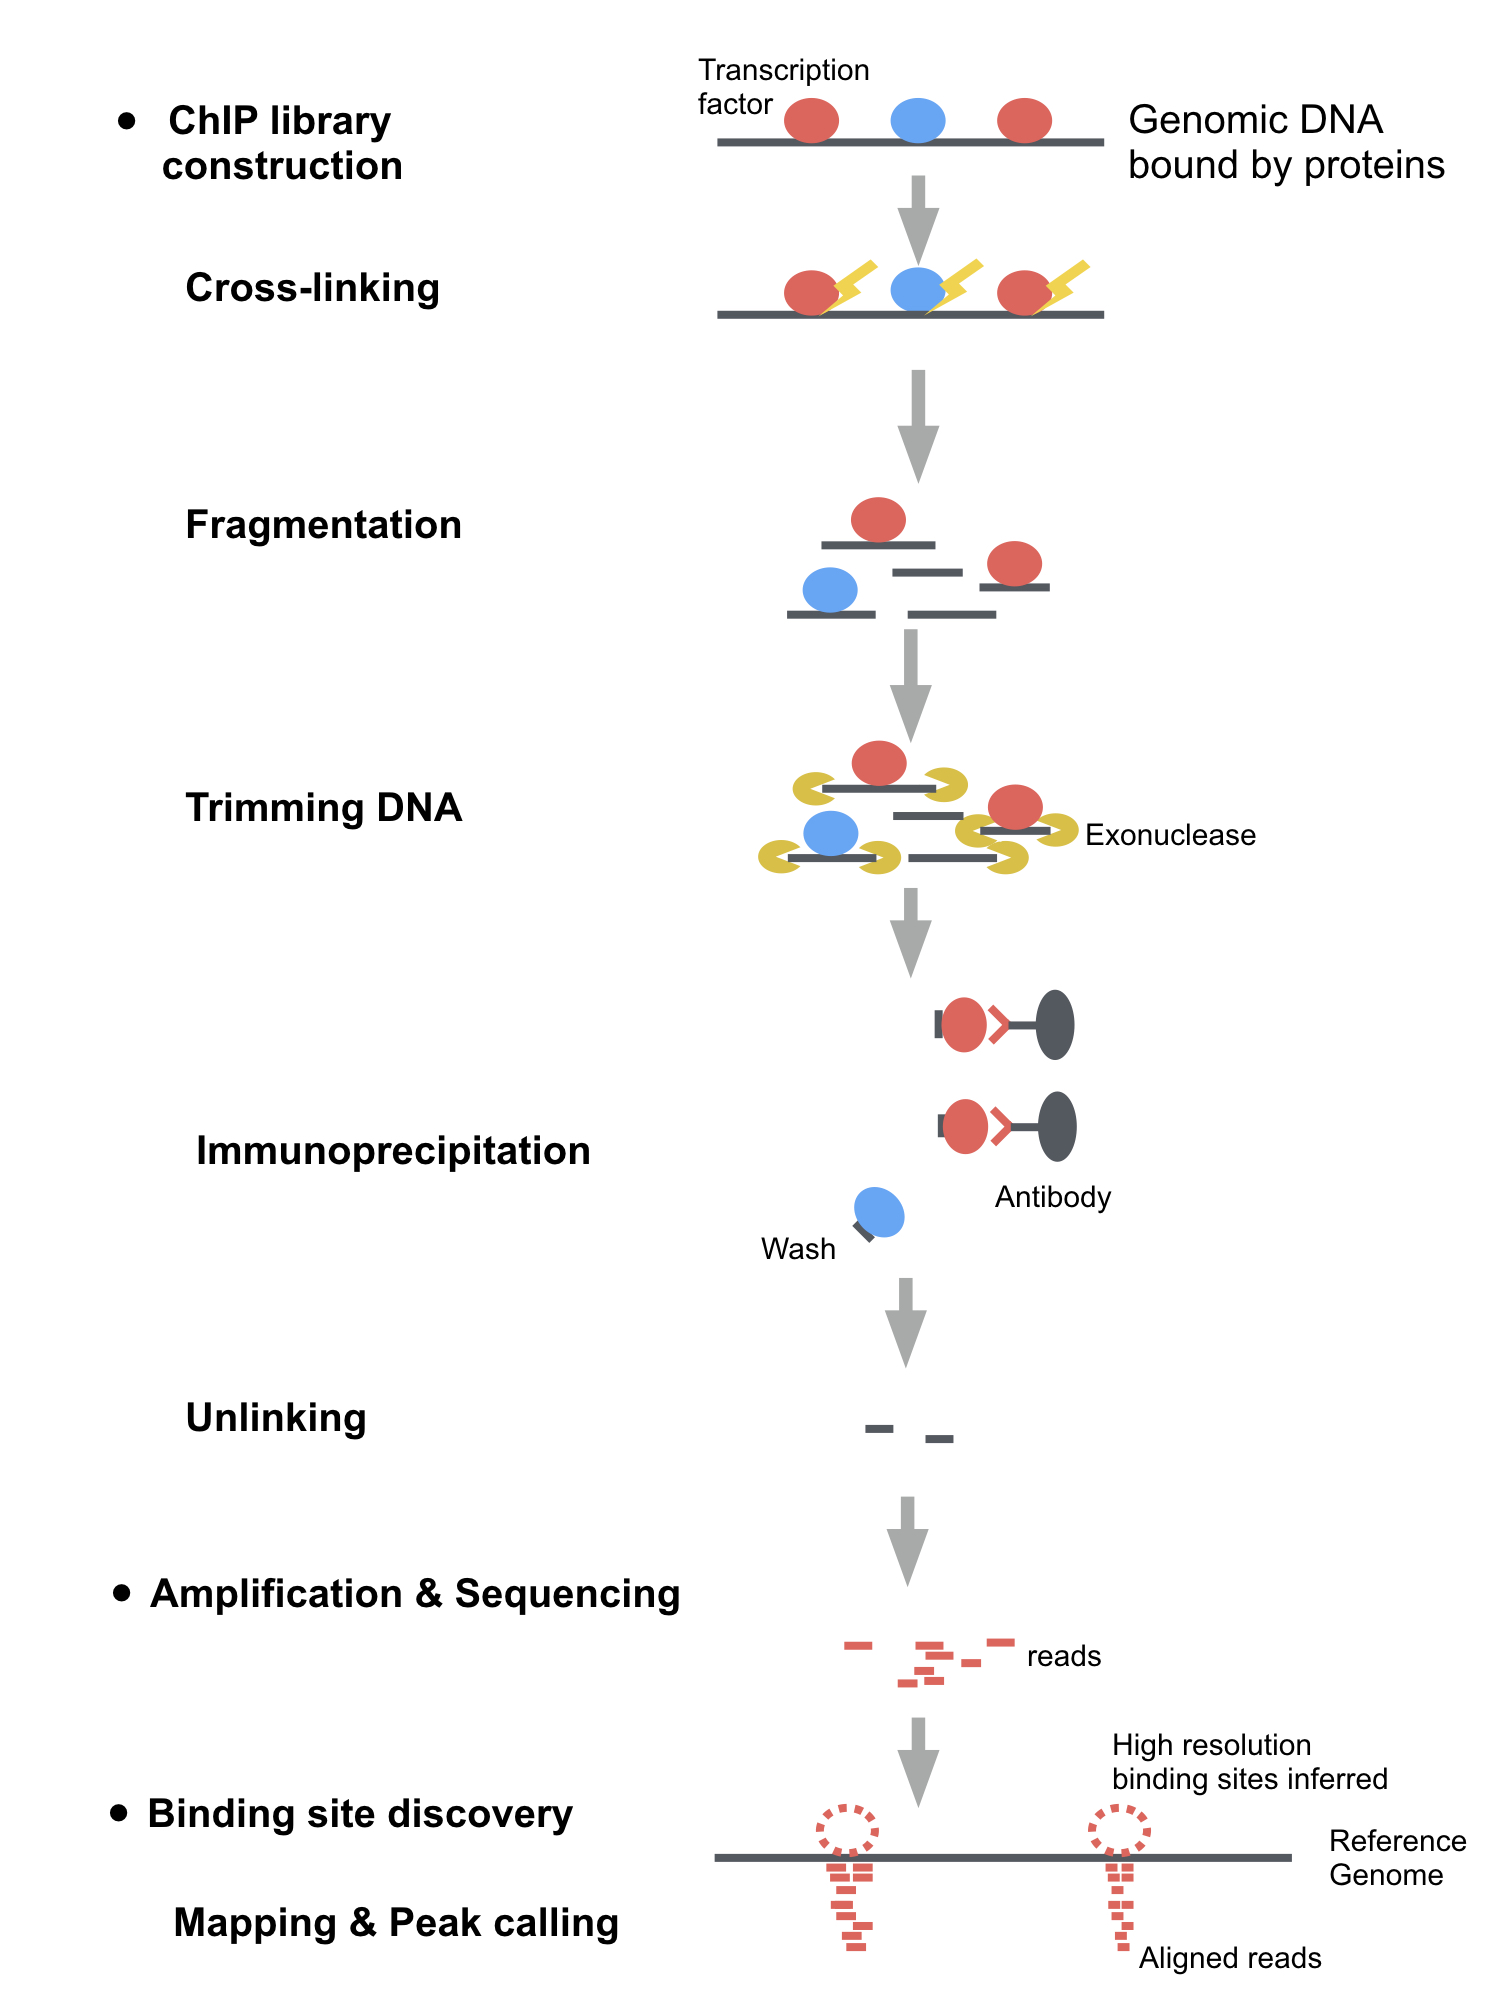 Transcription
factor
• ChIP library
construction
Genomic DNA
bound by proteins
Cross-linking
Fragmentation
Trimming DNA
Exonuclease
Immunoprecipitation
Antibody
Wash
Unlinking
• Amplification & Sequencing
reads
High resolution
binding sites inferred
• Binding site discovery
Reference
Genome
Mapping & Peak calling
Aligned reads